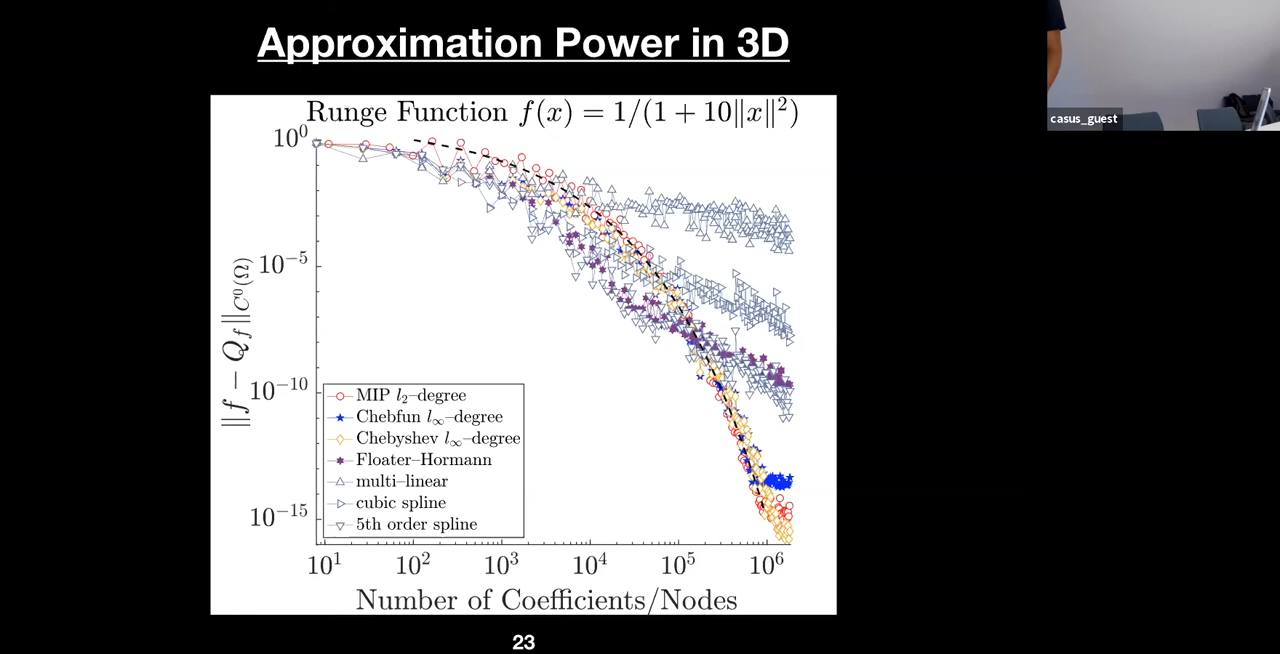 Approximation Power in 3D
casus_guest
Runge Function f(x) = 1/(1 + 10‖x‖²)
10⁰
10⁻⁵
10⁻¹⁰
10⁻¹⁵
‖f − Q_f‖_{C⁰(Ω)}
MIP l₂–degree
Chebfun l∞–degree
Chebyshev l∞–degree
Floater–Hormann
multi–linear
cubic spline
5th order spline
10¹ 10² 10³ 10⁴ 10⁵ 10⁶
Number of Coefficients/Nodes
23